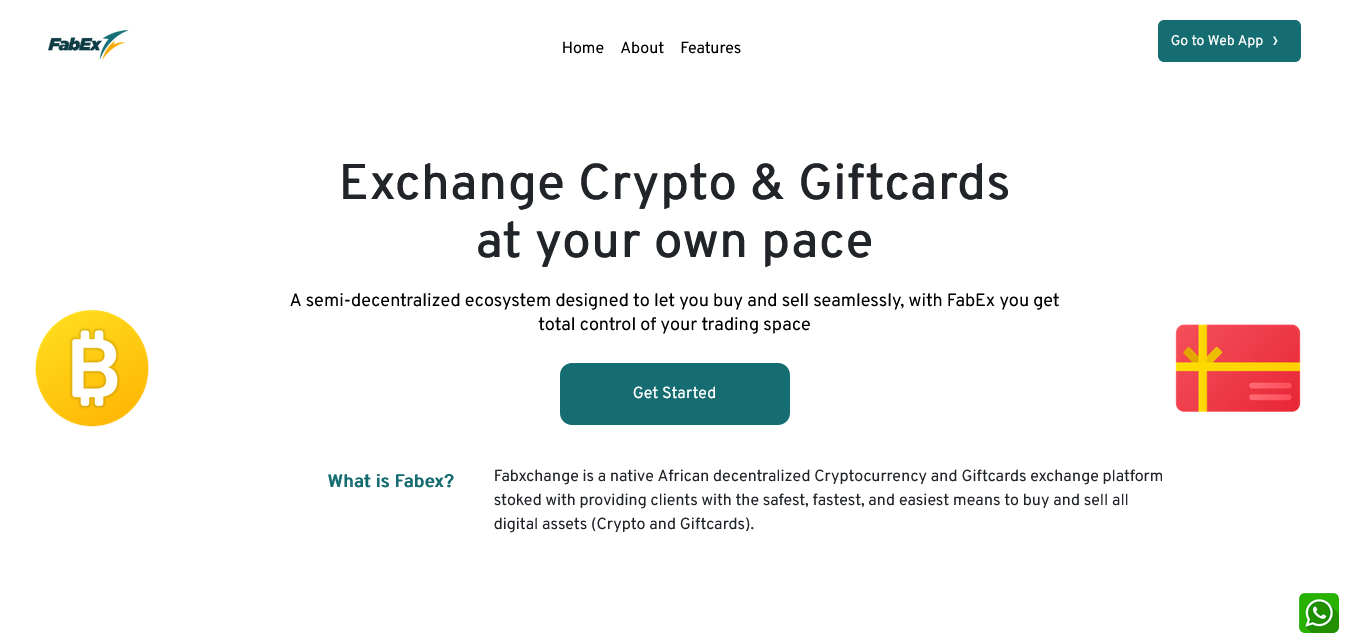 FabEx
Home About Features
Go to Web App ›
Exchange Crypto & Giftcards
at your own pace
A semi-decentralized ecosystem designed to let you buy and sell seamlessly, with FabEx you get
total control of your trading space
Get Started
What is Fabex?
Fabxchange is a native African decentralized Cryptocurrency and Giftcards exchange platform
stoked with providing clients with the safest, fastest, and easiest means to buy and sell all
digital assets (Crypto and Giftcards).